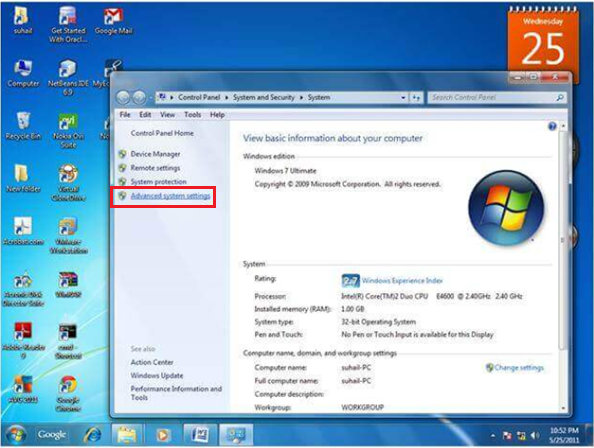 suhail
Get Started
With Oracl...
Google Mail
Wednesday
25
Computer
NetBeans IDE
6.9
MyEc
Recycle Bin
Nokia Ovi
Suite
No
New folder
Virtual
CloneDrive
Acrobat.com
VMware
Workstation
Acronis Disk
Director Suite
WinRAR
Adobe Reader
9
cmd -
Shortcut
AVG 2011
Google
Chrome
Control Panel
System and Security
System
Search Control Panel
File
Edit
View
Tools
Help
Control Panel Home
Device Manager
Remote settings
System protection
Advanced system settings
See also
Action Center
Windows Update
Performance Information and
Tools
View basic information about your computer
Windows edition
Windows 7 Ultimate
Copyright © 2009 Microsoft Corporation. All rights reserved.
System
Rating:
2.7 Windows Experience Index
Processor: Intel(R) Core(TM)2 Duo CPU E4600 @ 2.40GHz 2.40 GHz
Installed memory (RAM): 1.00 GB
System type: 32-bit Operating System
Pen and Touch: No Pen or Touch Input is available for this Display
Computer name, domain, and workgroup settings
Computer name: suhail-PC
Change settings
Full computer name: suhail-PC
Computer description:
Workgroup: WORKGROUP
Google
10:52 PM
5/25/2011